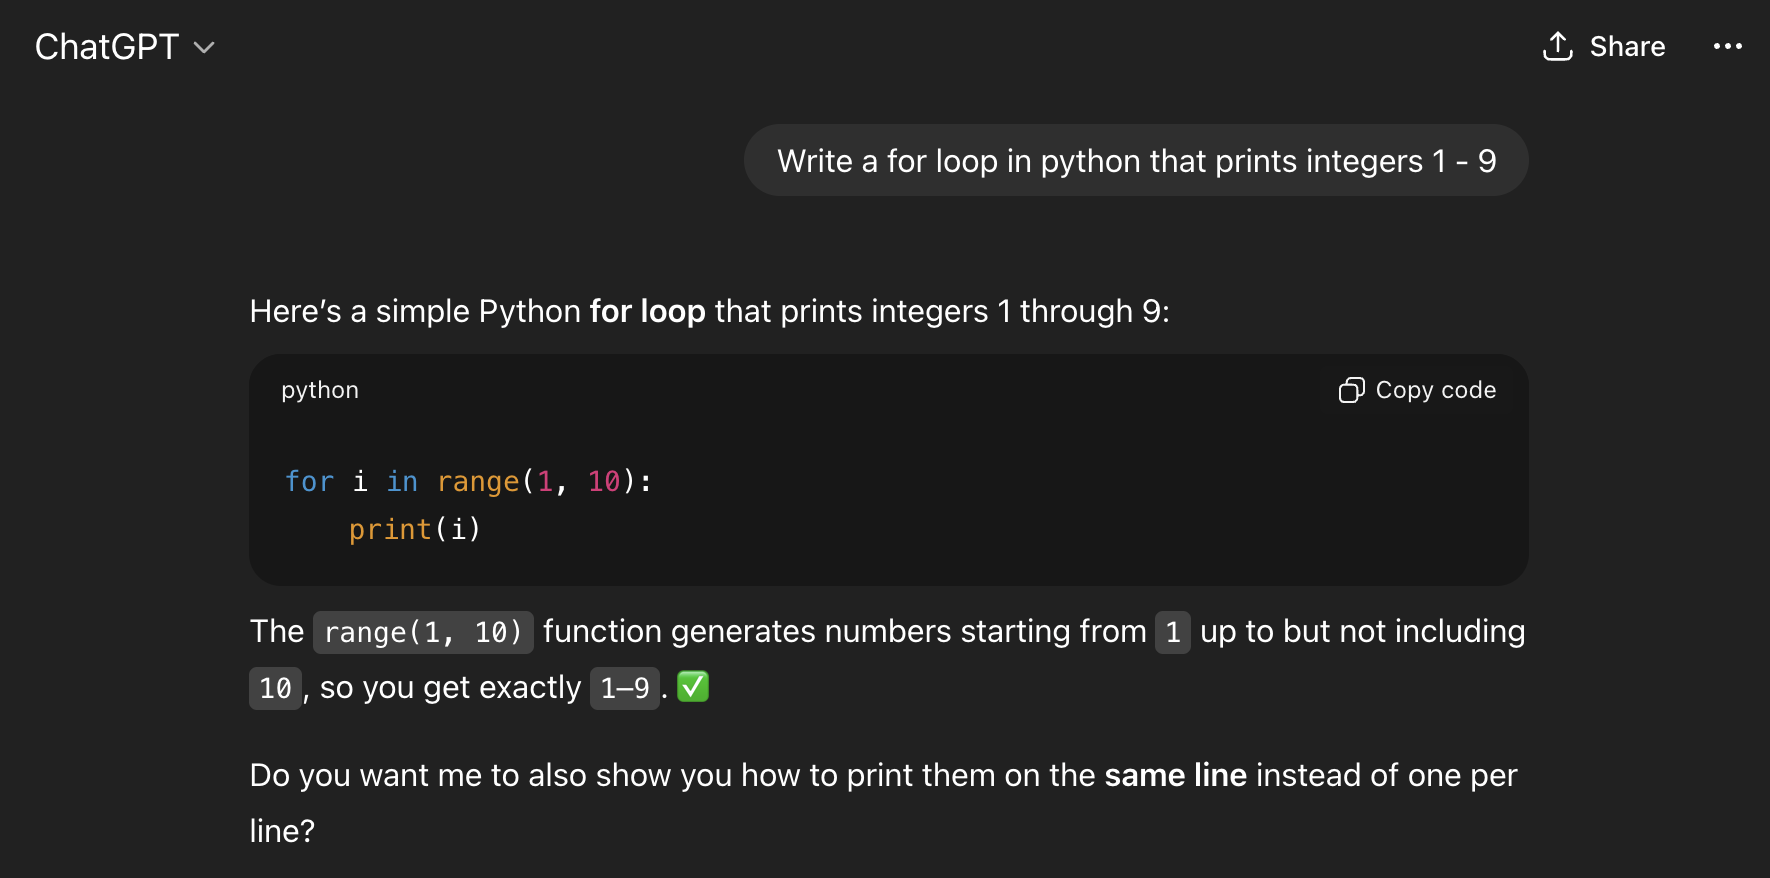 ChatGPT
Share
Write a for loop in python that prints integers 1 - 9
Here’s a simple Python for loop that prints integers 1 through 9:
python
Copy code
for i in range(1, 10):
    print(i)
The range(1, 10) function generates numbers starting from 1 up to but not including
10, so you get exactly 1–9. ✅
Do you want me to also show you how to print them on the same line instead of one per
line?